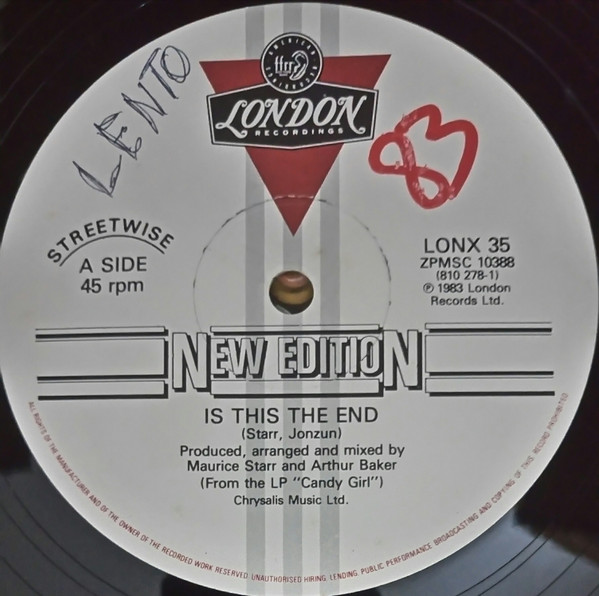 AMERICAN
ffrr
LONDON
RECORDINGS
LENTO
83
STREETWISE
A SIDE
45 rpm
LONX 35
ZPMSC 10388
(810 278-1)
℗ 1983 London
Records Ltd.
NEW EDITION
IS THIS THE END
(Starr, Jonzun)
Produced, arranged and mixed by
Maurice Starr and Arthur Baker
(From the LP "Candy Girl")
Chrysalis Music Ltd.
ALL RIGHTS OF THE MANUFACTURER AND OF THE OWNER OF THE RECORDED WORK RESERVED. UNAUTHORISED HIRING, LENDING, PUBLIC PERFORMANCE, BROADCASTING AND COPYING OF THIS RECORD PROHIBITED